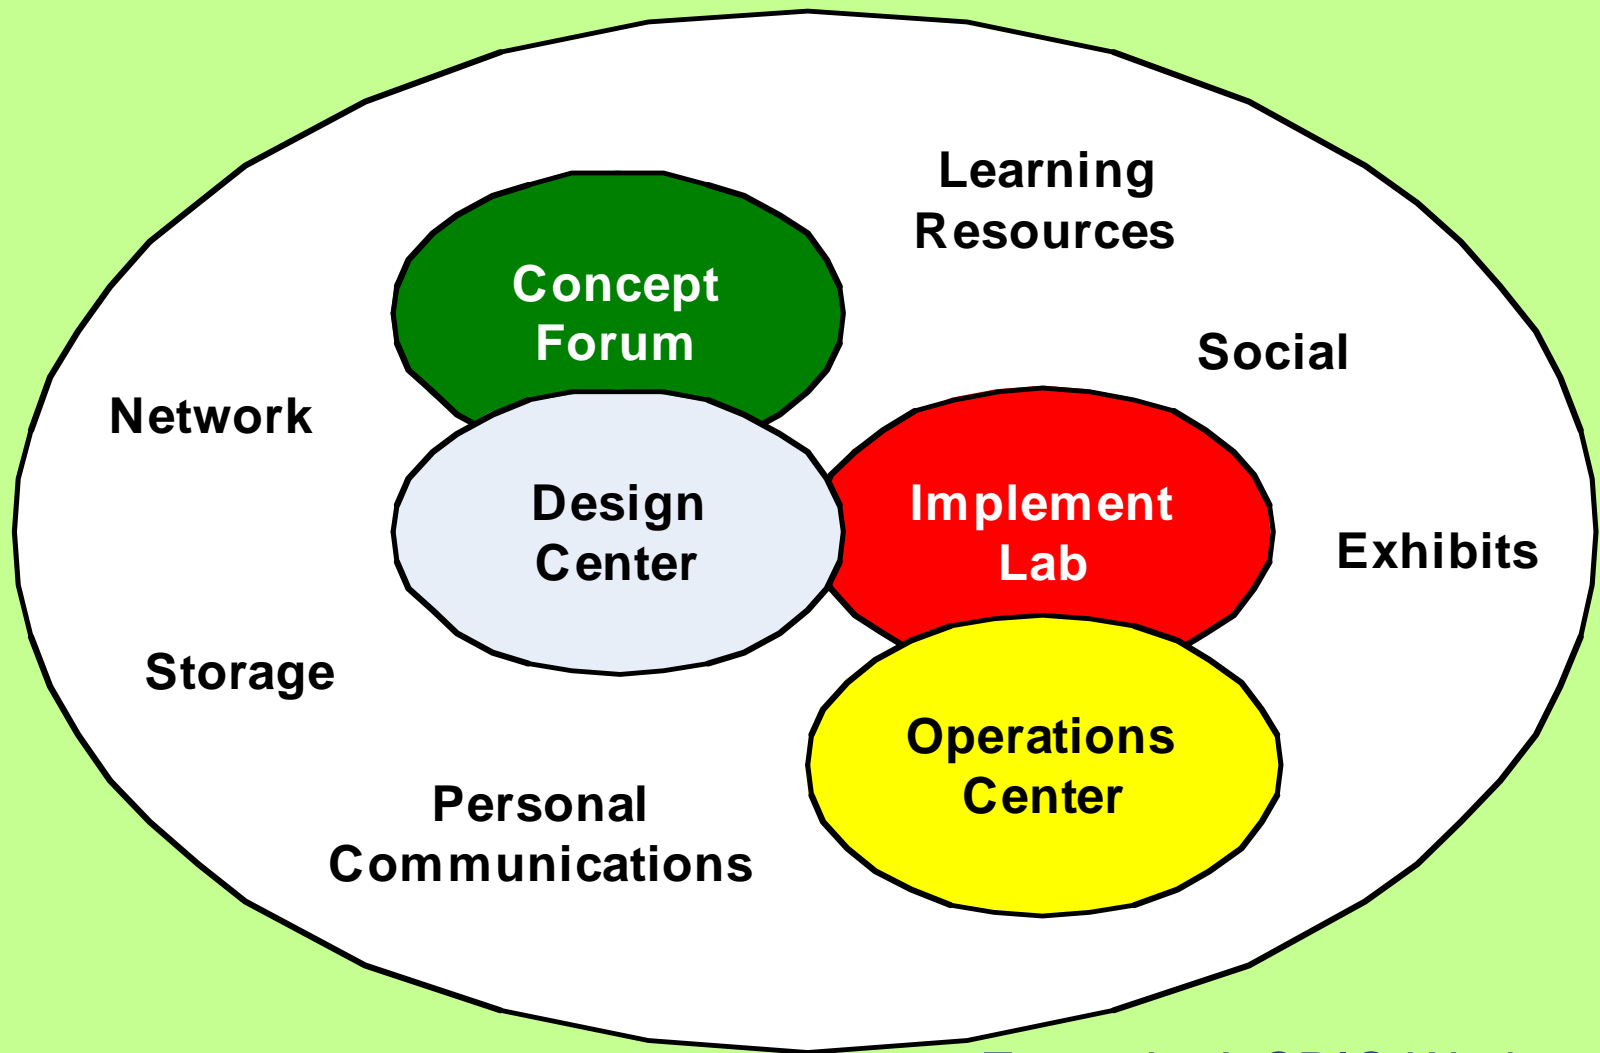 Learning
Resources
Concept
Forum
Social
Network
Design
Center
Implement
Lab
Exhibits
Storage
Operations
Center
Personal
Communications